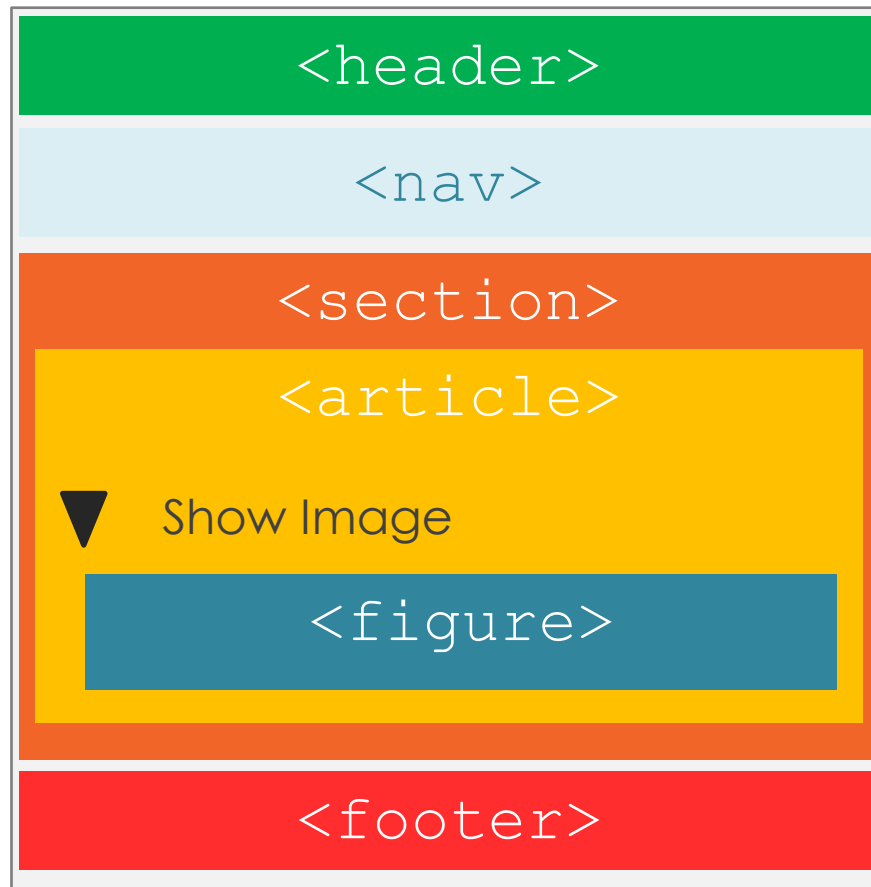 <header>
<nav>
<section>
<article>
Show Image
<figure>
<footer>